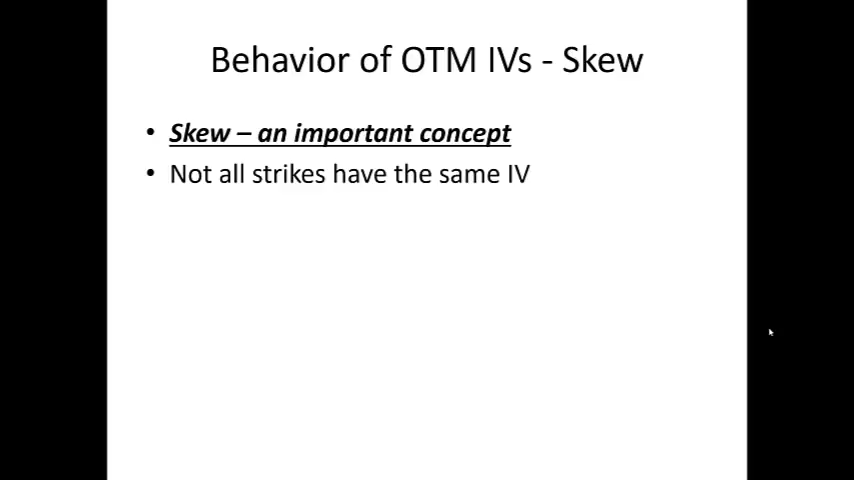 Behavior of OTM IVs - Skew
• Skew – an important concept
• Not all strikes have the same IV